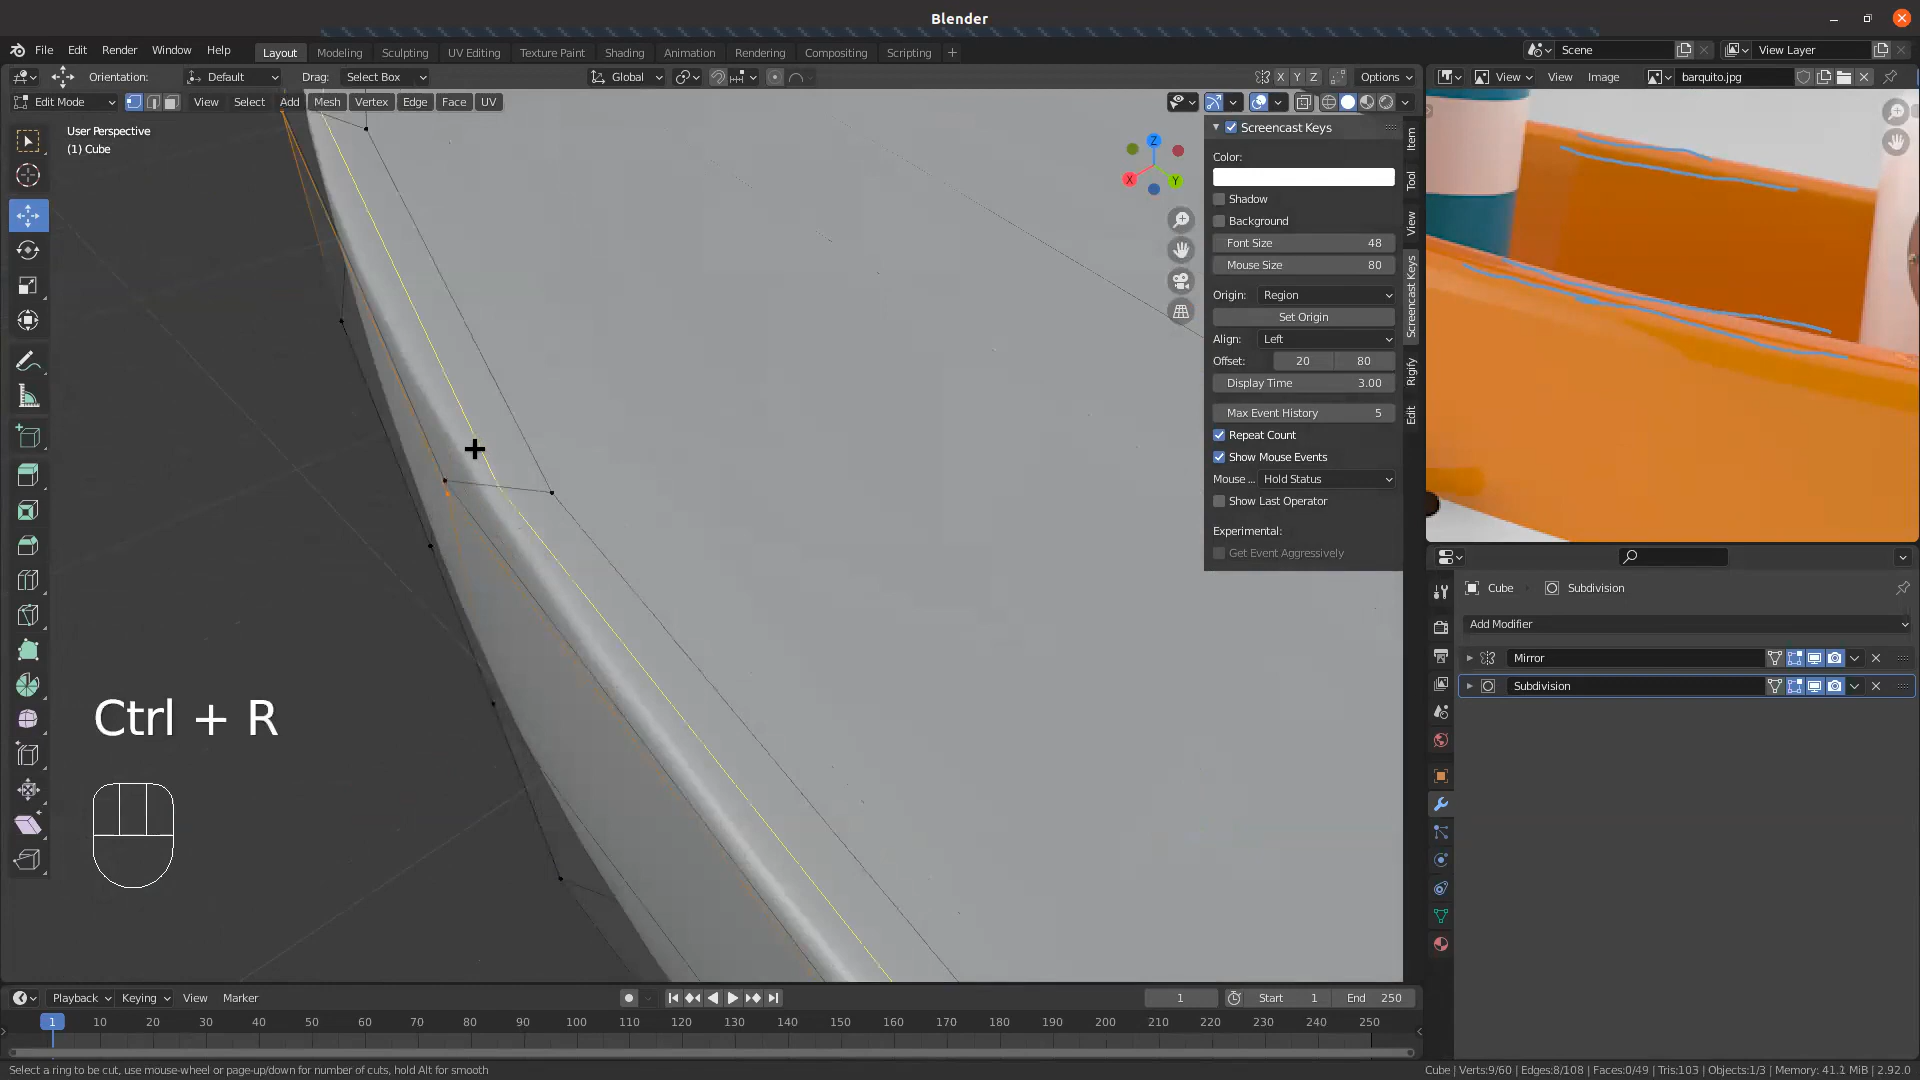 Blender
File Edit Render Window Help
Layout Modeling Sculpting UV Editing Texture Paint Shading Animation Rendering Compositing Scripting +
Scene
View Layer
Orientation: Default Drag: Select Box
Global
X Y Z Options
View View Image barquito.jpg
Edit Mode View Select Add Mesh Vertex Edge Face UV
User Perspective
(1) Cube
Z
X
Y
Screencast Keys
Color:
Shadow
Background
Font Size 48
Mouse Size 80
Origin: Region
Set Origin
Align: Left
Offset: 20 80
Display Time 3.00
Max Event History 5
Repeat Count
Show Mouse Events
Mouse ... Hold Status
Show Last Operator
Experimental:
Get Event Aggressively
Item
Tool
View
Screencast Keys
Rigify
Edit
Cube Subdivision
Add Modifier
Mirror
Subdivision
Ctrl + R
Playback Keying View Marker
1 Start 1 End 250
1 10 20 30 40 50 60 70 80 90 100 110 120 130 140 150 160 170 180 190 200 210 220 230 240 250
Select a ring to be cut, use mouse-wheel or page-up/down for number of cuts, hold Alt for smooth
Cube | Verts:9/60 | Edges:8/108 | Faces:0/49 | Tris:103 | Objects:1/3 | Memory: 41.1 MiB | 2.92.0